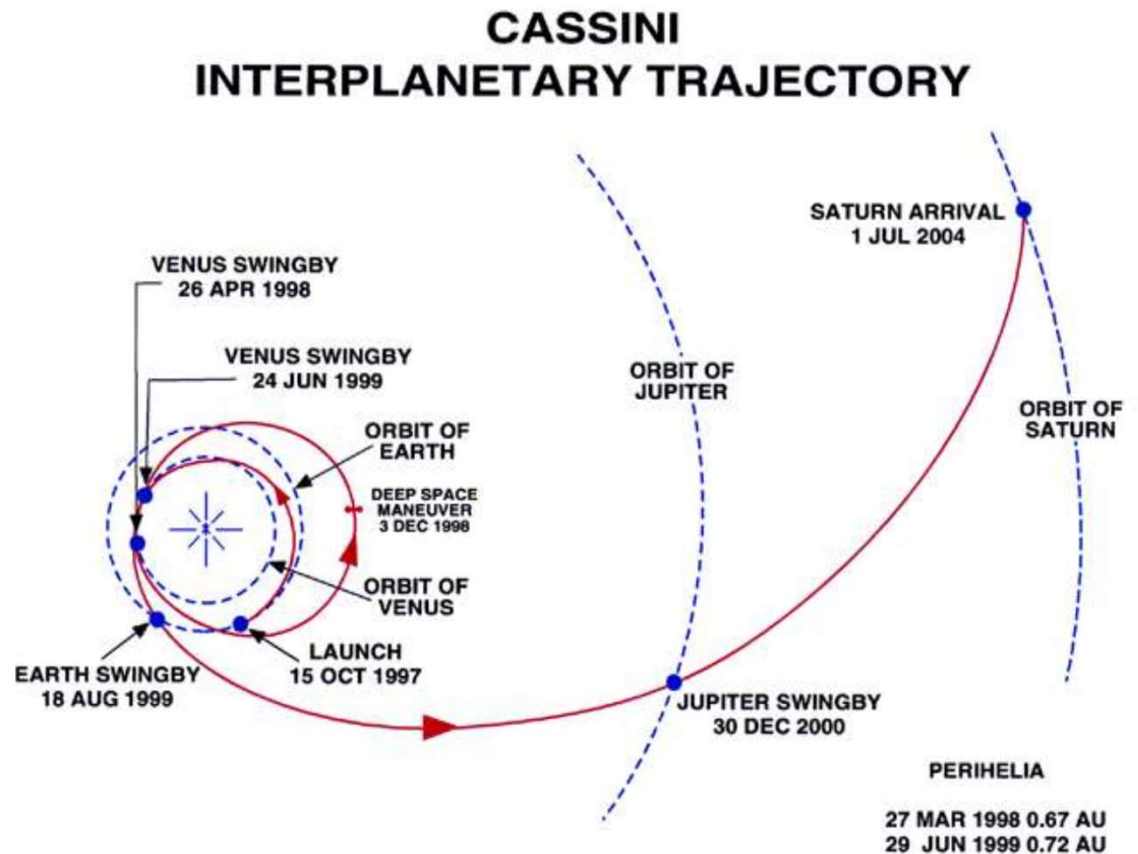 CASSINI
INTERPLANETARY TRAJECTORY
SATURN ARRIVAL
1 JUL 2004
VENUS SWINGBY
26 APR 1998
VENUS SWINGBY
24 JUN 1999
ORBIT OF
JUPITER
ORBIT OF
SATURN
ORBIT OF
EARTH
DEEP SPACE
MANEUVER
3 DEC 1998
ORBIT OF
VENUS
LAUNCH
15 OCT 1997
EARTH SWINGBY
18 AUG 1999
JUPITER SWINGBY
30 DEC 2000
PERIHELIA
27 MAR 1998 0.67 AU
29 JUN 1999 0.72 AU